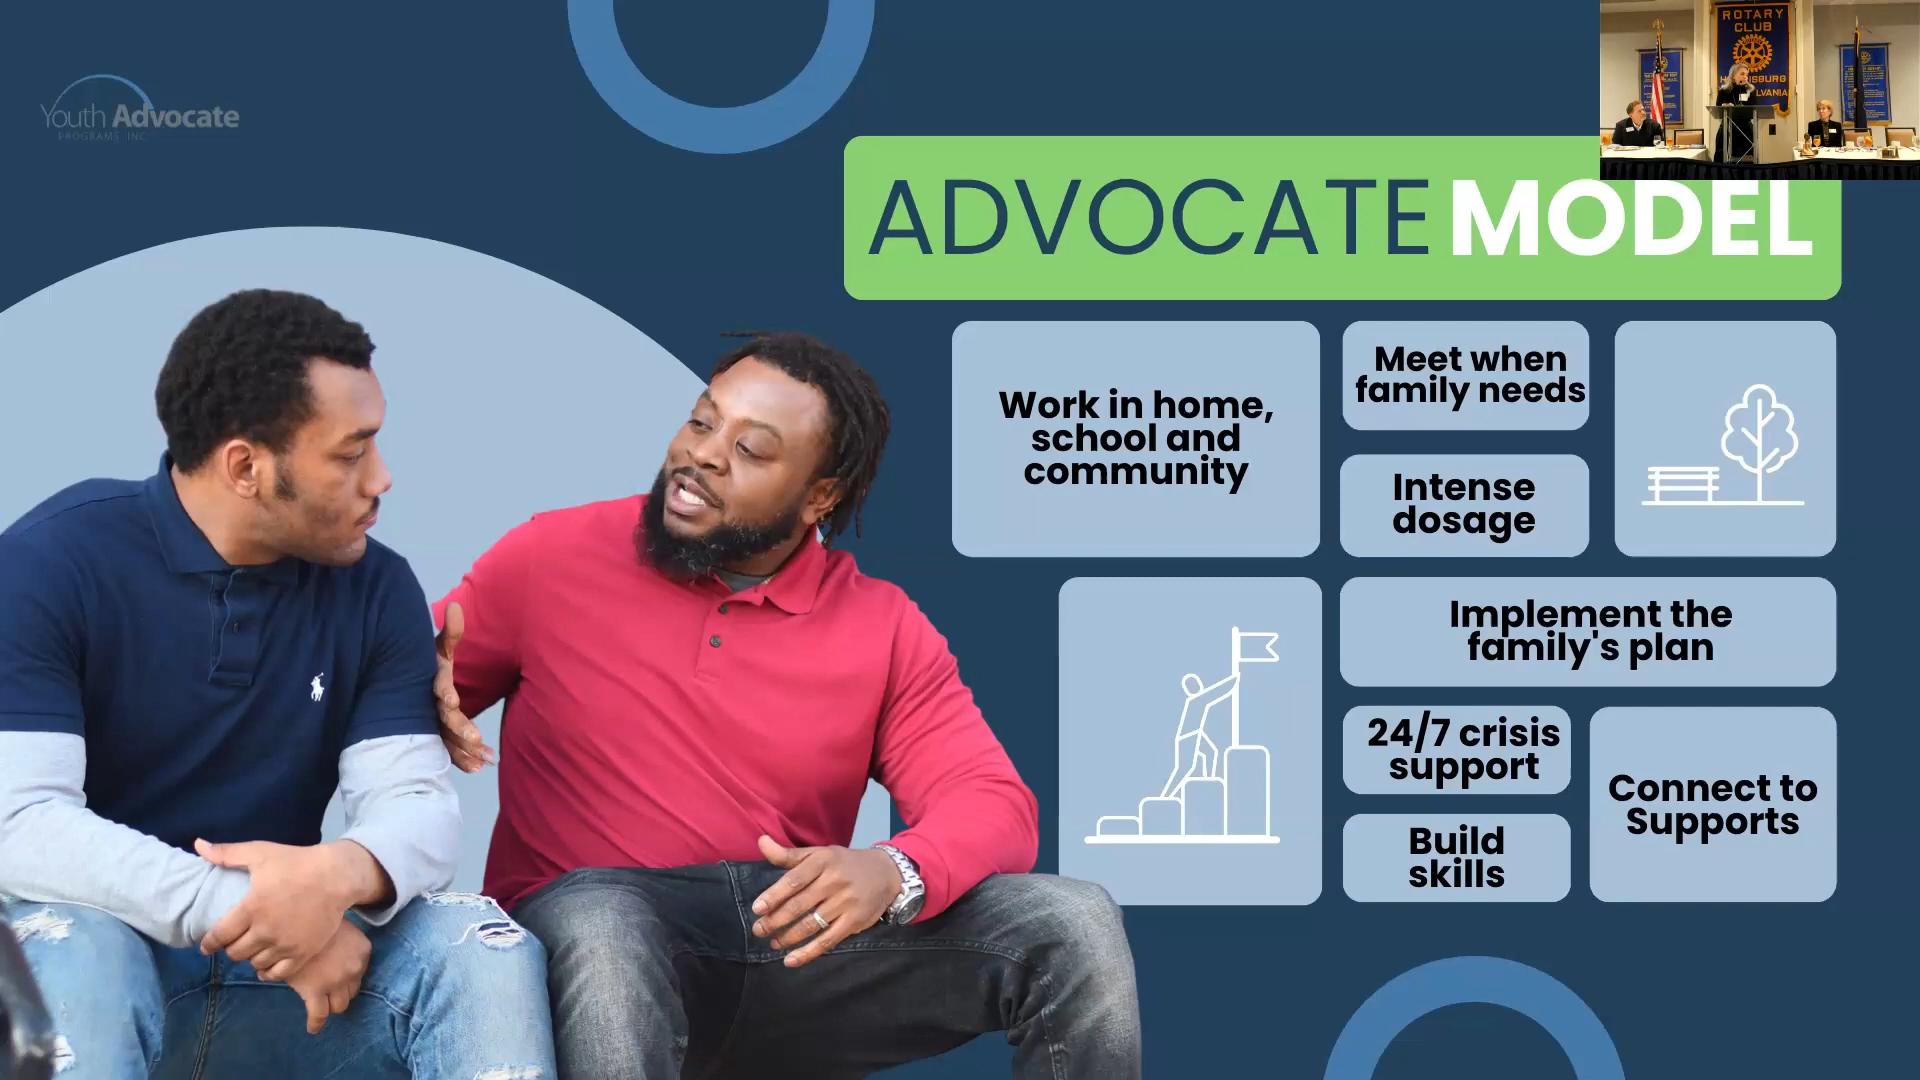 Youth Advocate
PROGRAMS, INC.
ROTARY
CLUB
ADVOCATE MODEL
Work in home,
school and
community
Meet when
family needs
Intense
dosage
Implement the
family's plan
24/7 crisis
support
Build
skills
Connect to
Supports